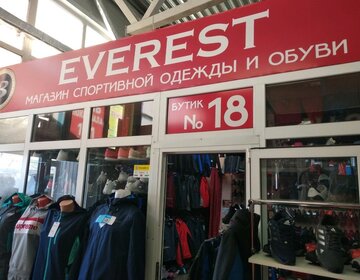 EVEREST
МАГАЗИН СПОРТИВНОЙ ОДЕЖДЫ И ОБУВИ
БУТИК
№ 18